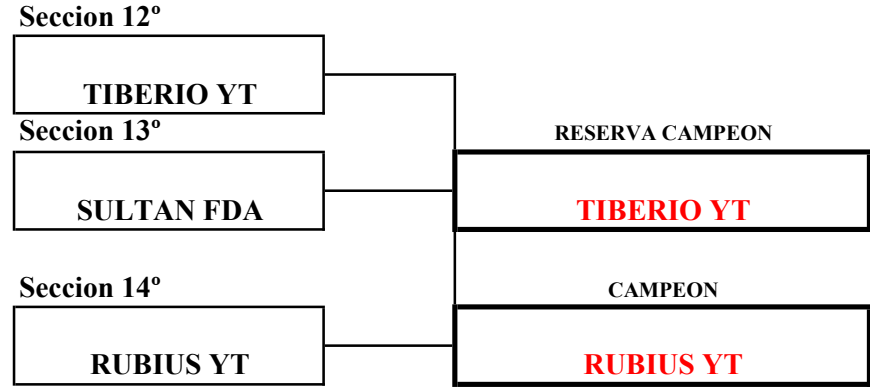 Seccion 12º
TIBERIO YT
Seccion 13º
RESERVA CAMPEON
SULTAN FDA
TIBERIO YT
Seccion 14º
CAMPEON
RUBIUS YT
RUBIUS YT